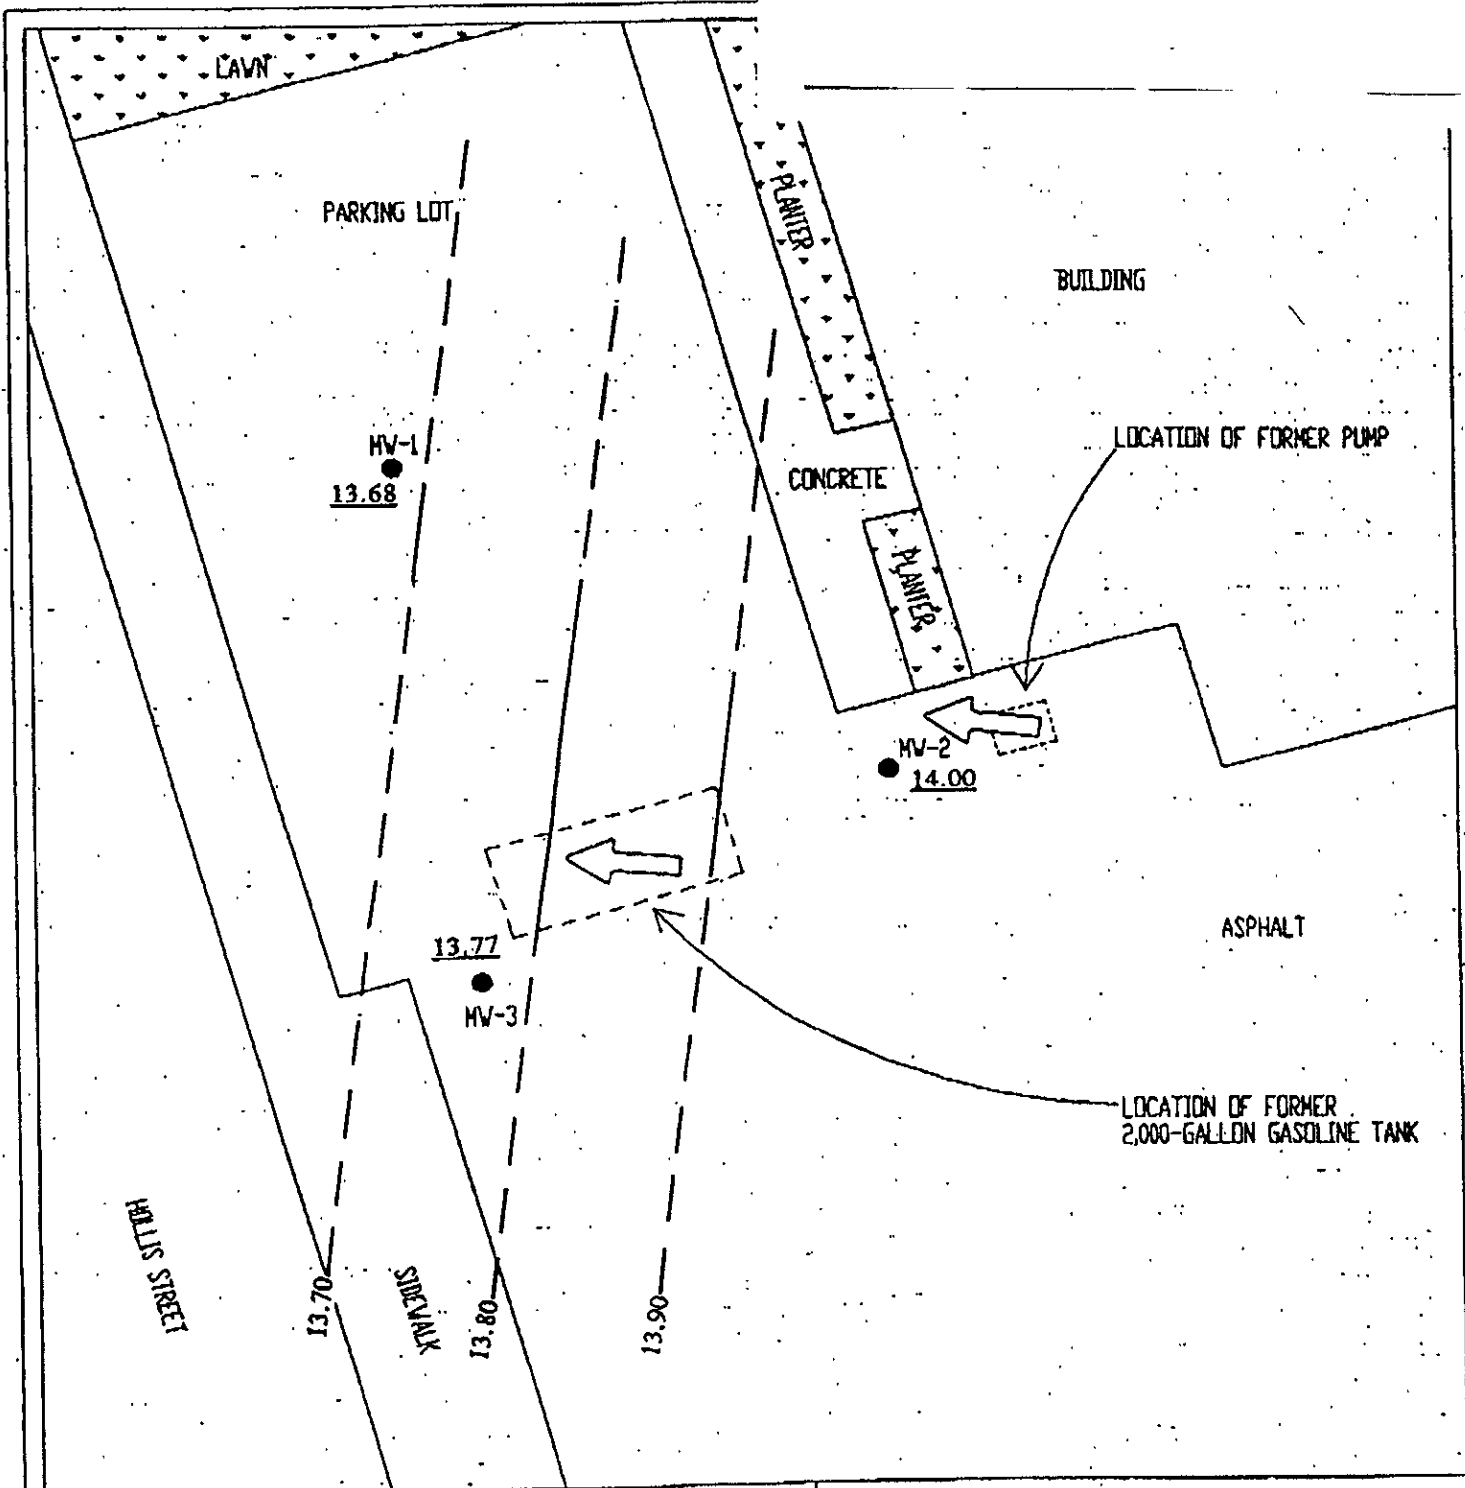 LAWN
PARKING LOT
PLANTER
BUILDING
MW-1
13.68
LOCATION OF FORMER PUMP
CONCRETE
PLANTER
MW-2
14.00
13.77
MW-3
ASPHALT
LOCATION OF FORMER
2,000-GALLON GASOLINE TANK
HOLLIS STREET
SIDEWALK
13.70
13.80
13.90